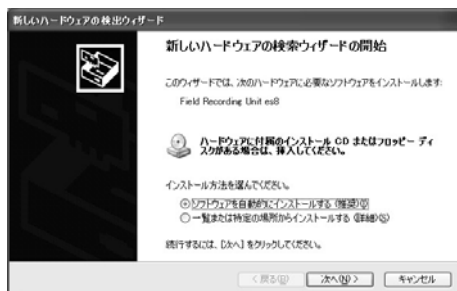 新しいハードウェアの検出ウィザード
新しいハードウェアの検索ウィザードの開始
このウィザードでは、次のハードウェアに必要なソフトウェアをインストールします:
Field Recording Unit es8
ハードウェアに付属のインストール CD またはフロッピー ディ
スクがある場合は、挿入してください。
インストール方法を選んでください。
ソフトウェアを自動的にインストールする (推奨)(I)
一覧または特定の場所からインストールする (詳細)(S)
続行するには、[次へ] をクリックしてください。
< 戻る(B) 次へ(N) > キャンセル